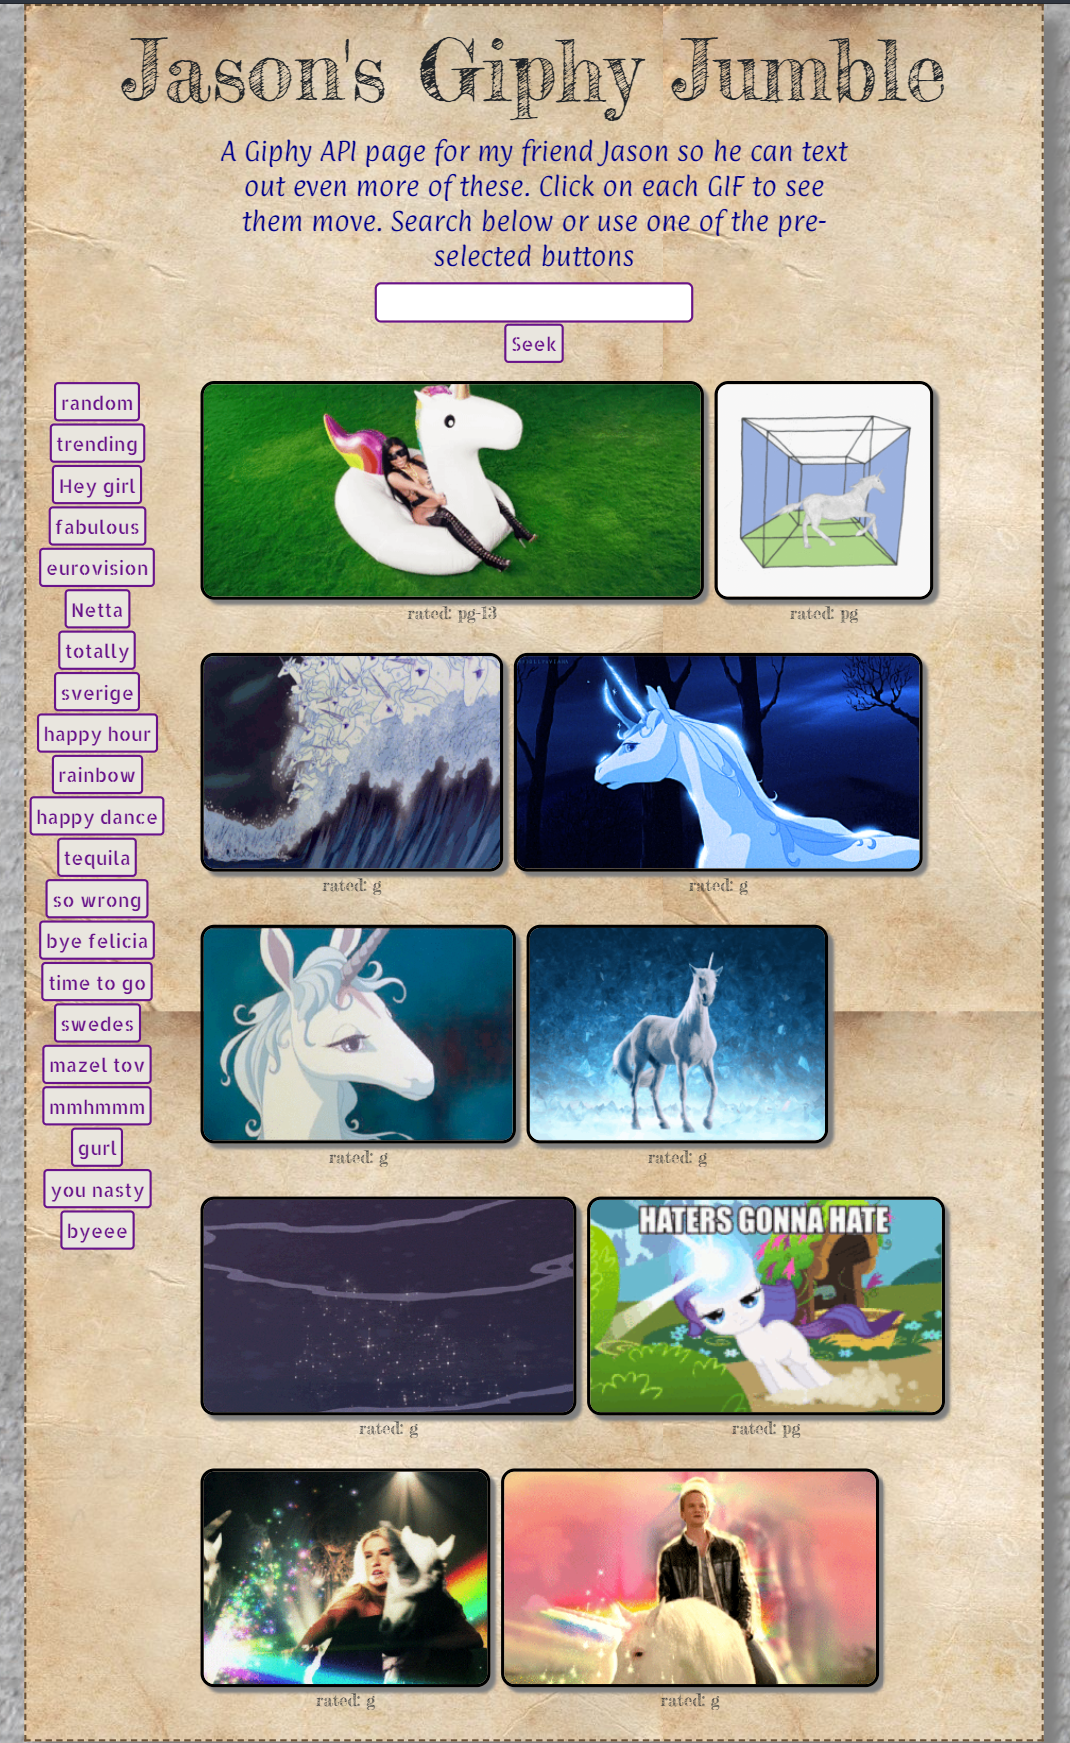 Jason's Giphy Jumble
A Giphy API page for my friend Jason so he can text
out even more of these. Click on each GIF to see
them move. Search below or use one of the pre-
selected buttons
Seek
random
trending
Hey girl
fabulous
eurovision
Netta
totally
sverige
happy hour
rainbow
happy dance
tequila
so wrong
bye felicia
time to go
swedes
mazel tov
mmhmmm
gurl
you nasty
byeee
rated: pg-13
rated: pg
rated: g
rated: g
rated: g
rated: g
HATERS GONNA HATE
rated: g
rated: pg
rated: g
rated: g